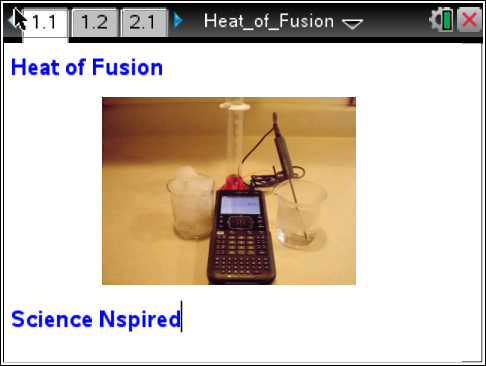 1.1 1.2 2.1 Heat_of_Fusion
Heat of Fusion
Science Nspired